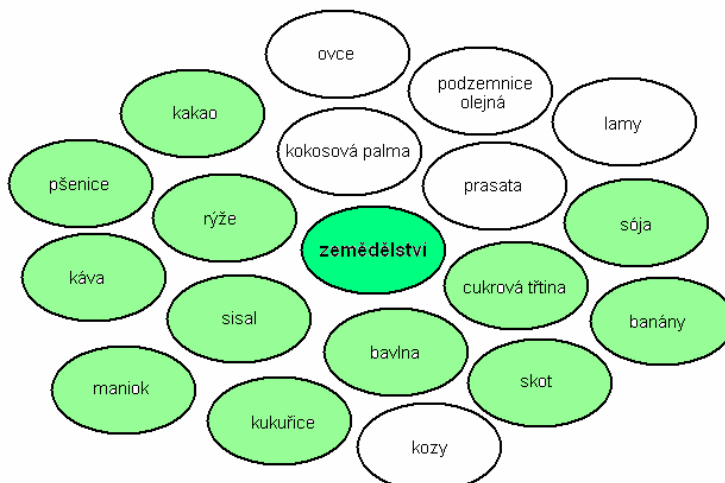 ovce
podzemnice
olejná
kakao
lamy
kokosová palma
pšenice
prasata
rýže
sója
zemědělství
káva
cukrová třtina
sisal
banány
bavlna
maniok
skot
kukuřice
kozy